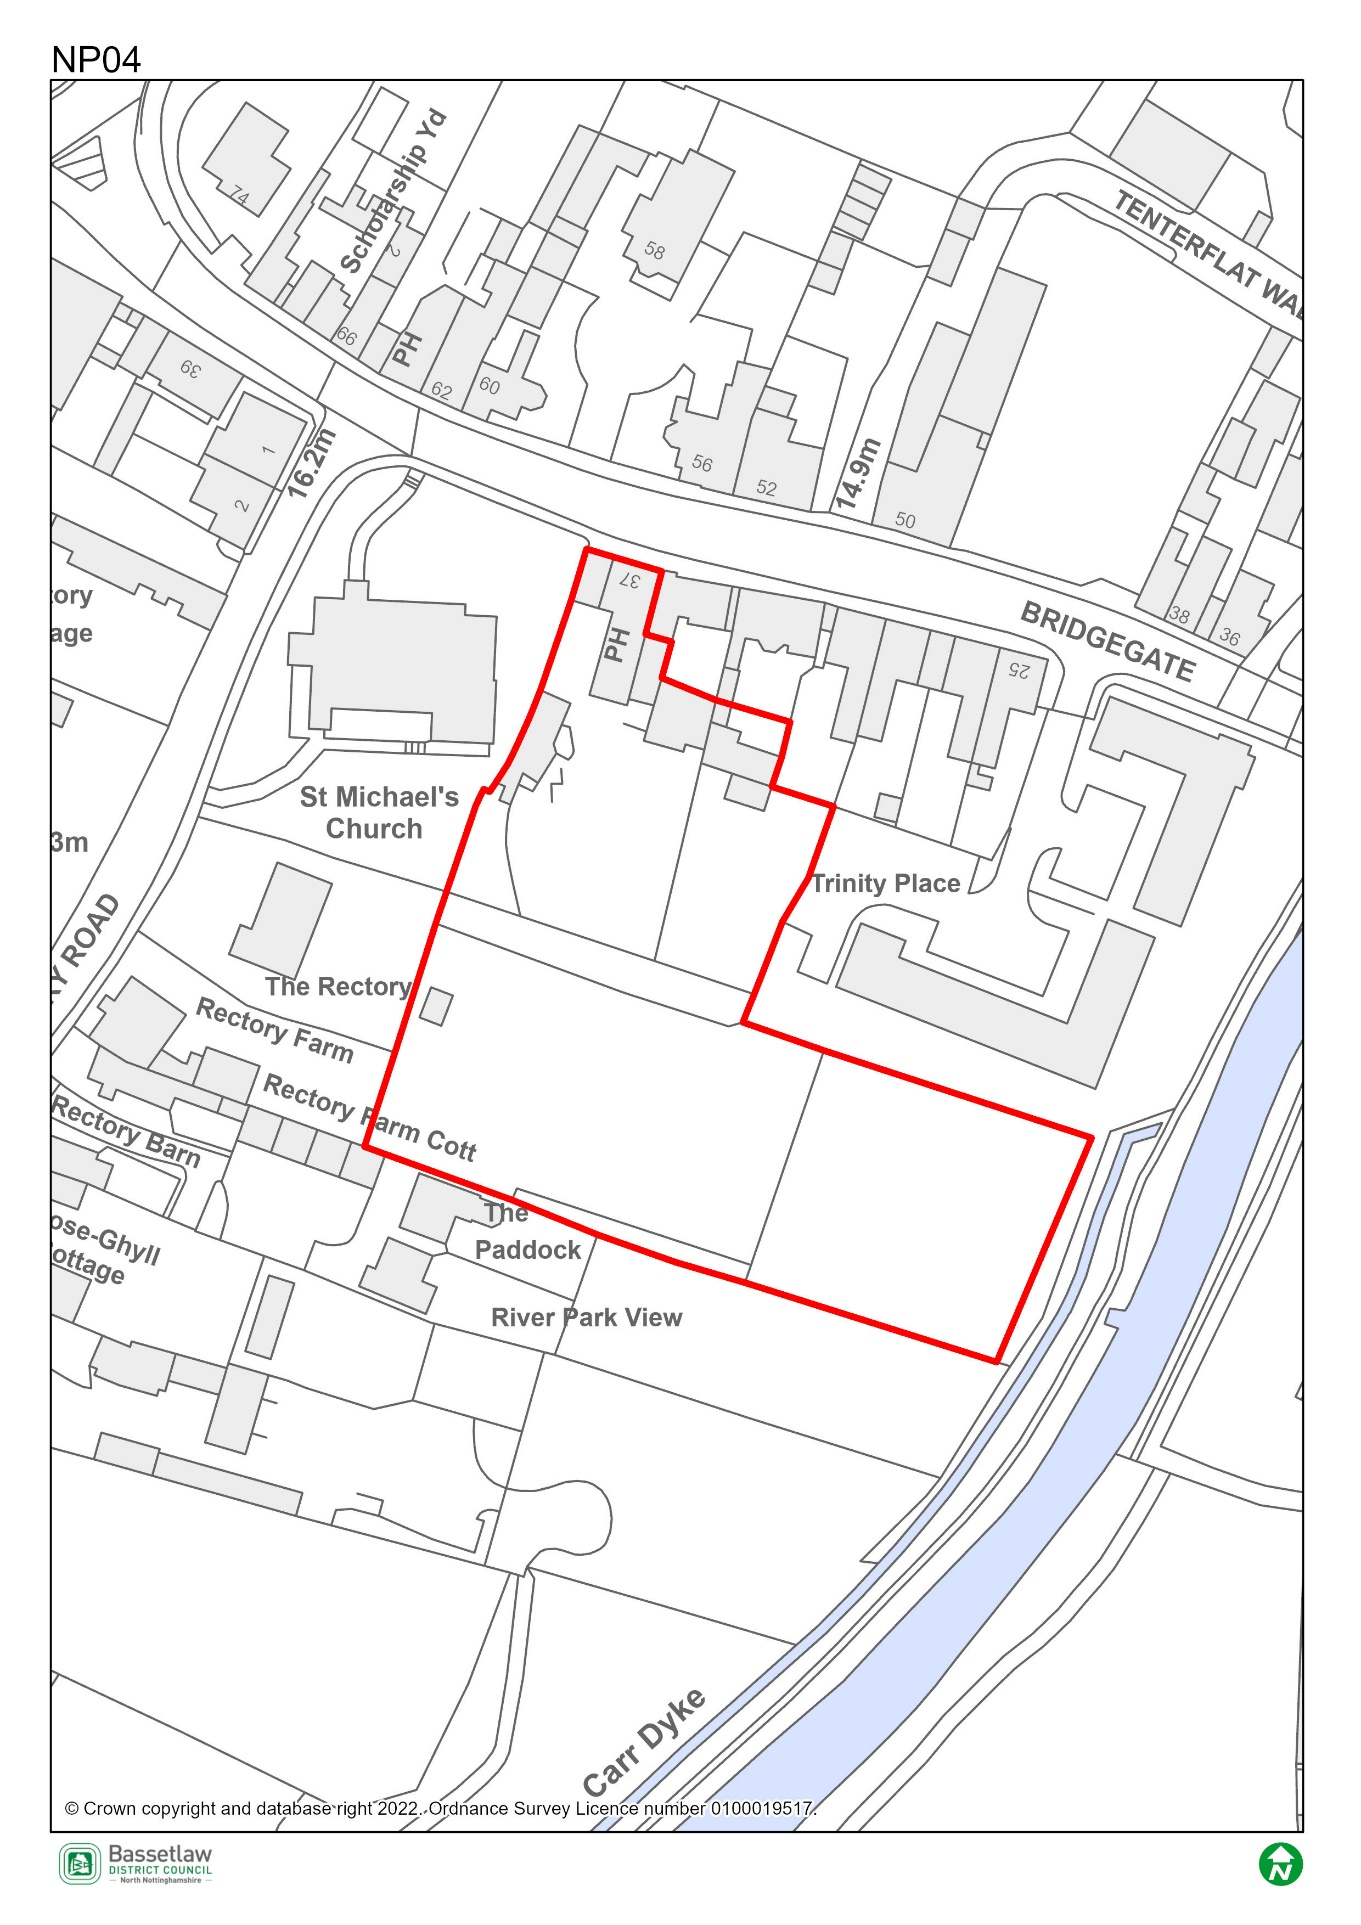 NP04
Scholarship Yd
74
2
58
66
PH
62
60
TENTERFLAT WAL
39
1
2
16.2m
56
52
14.9m
50
38
36
BRIDGEGATE
37
PH
25
St Michael's
Church
Trinity Place
3m
The Rectory
Rectory Farm
Rectory Farm Cott
Rectory Barn
The
Paddock
River Park View
ose-Ghyll
ottage
tory
age
RY ROAD
Carr Dyke
© Crown copyright and database right 2022. Ordnance Survey Licence number 0100019517.
Bassetlaw
DISTRICT COUNCIL
North Nottinghamshire
N